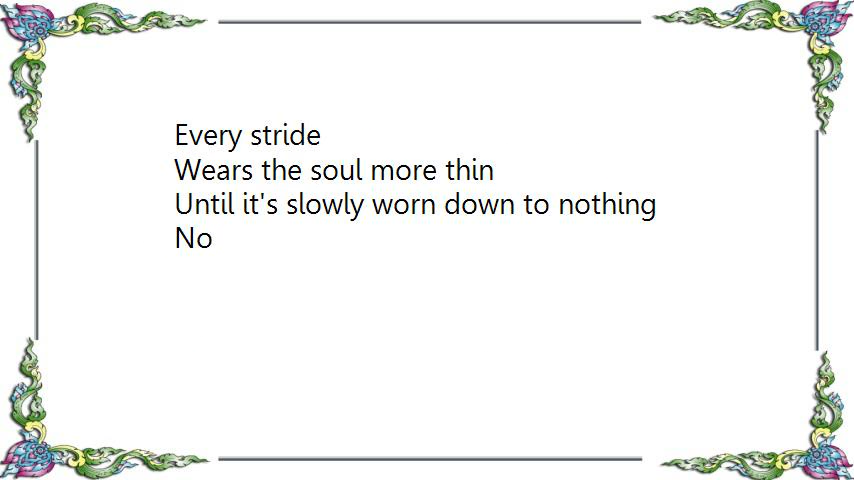 Every stride
Wears the soul more thin
Until it's slowly worn down to nothing
No